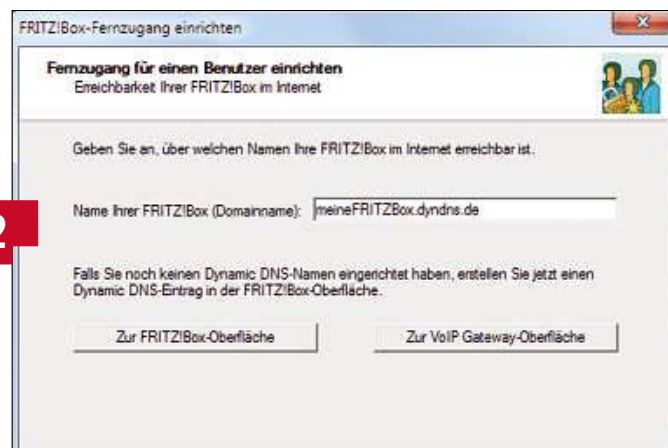 FRITZ!Box-Fernzugang einrichten
Fernzugang für einen Benutzer einrichten
Erreichbarkeit Ihrer FRITZ!Box im Internet
Geben Sie an, über welchen Namen Ihre FRITZ!Box im Internet erreichbar ist.
2
Name Ihrer FRITZ!Box (Domainname): meineFRITZBox.dyndns.de
Falls Sie noch keinen Dynamic DNS-Namen eingerichtet haben, erstellen Sie jetzt einen
Dynamic DNS-Eintrag in der FRITZ!Box-Oberfläche.
Zur FRITZ!Box-Oberfläche Zur VoIP Gateway-Oberfläche